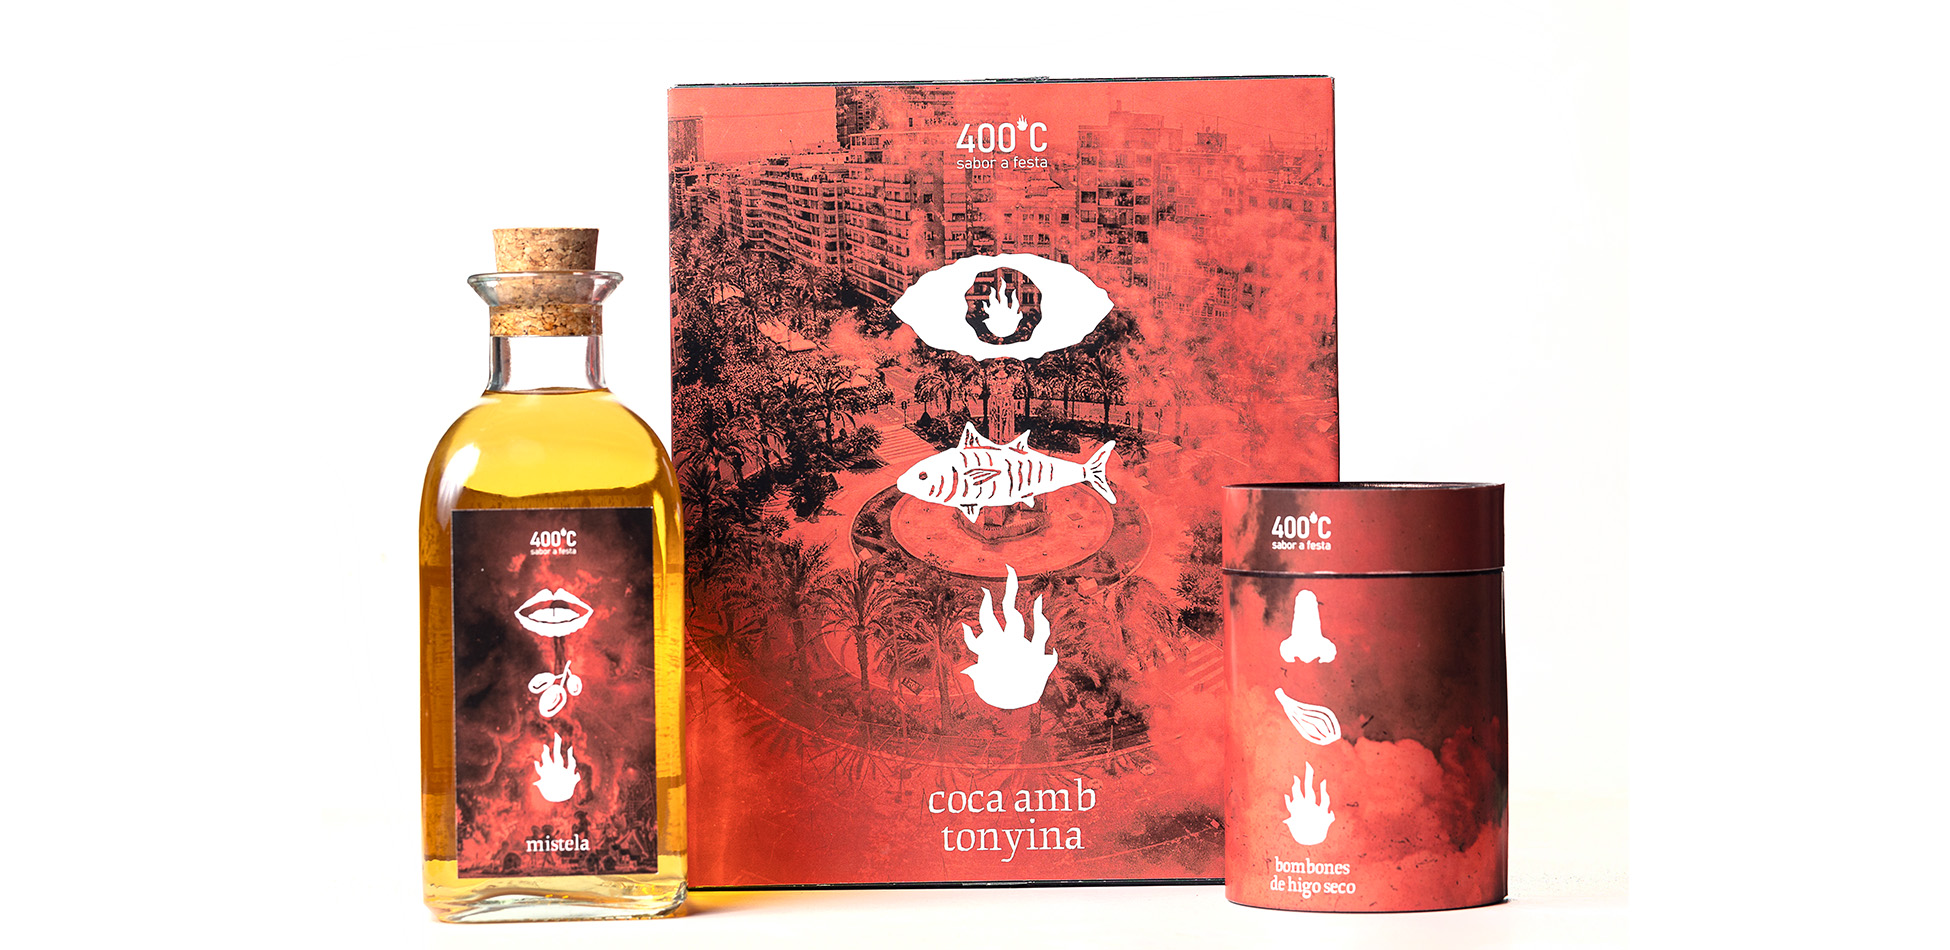 400°C
sabor a festa
mistela
400°C
sabor a festa
coca amb
tonyina
400°C
sabor a festa
bombones
de higo seco